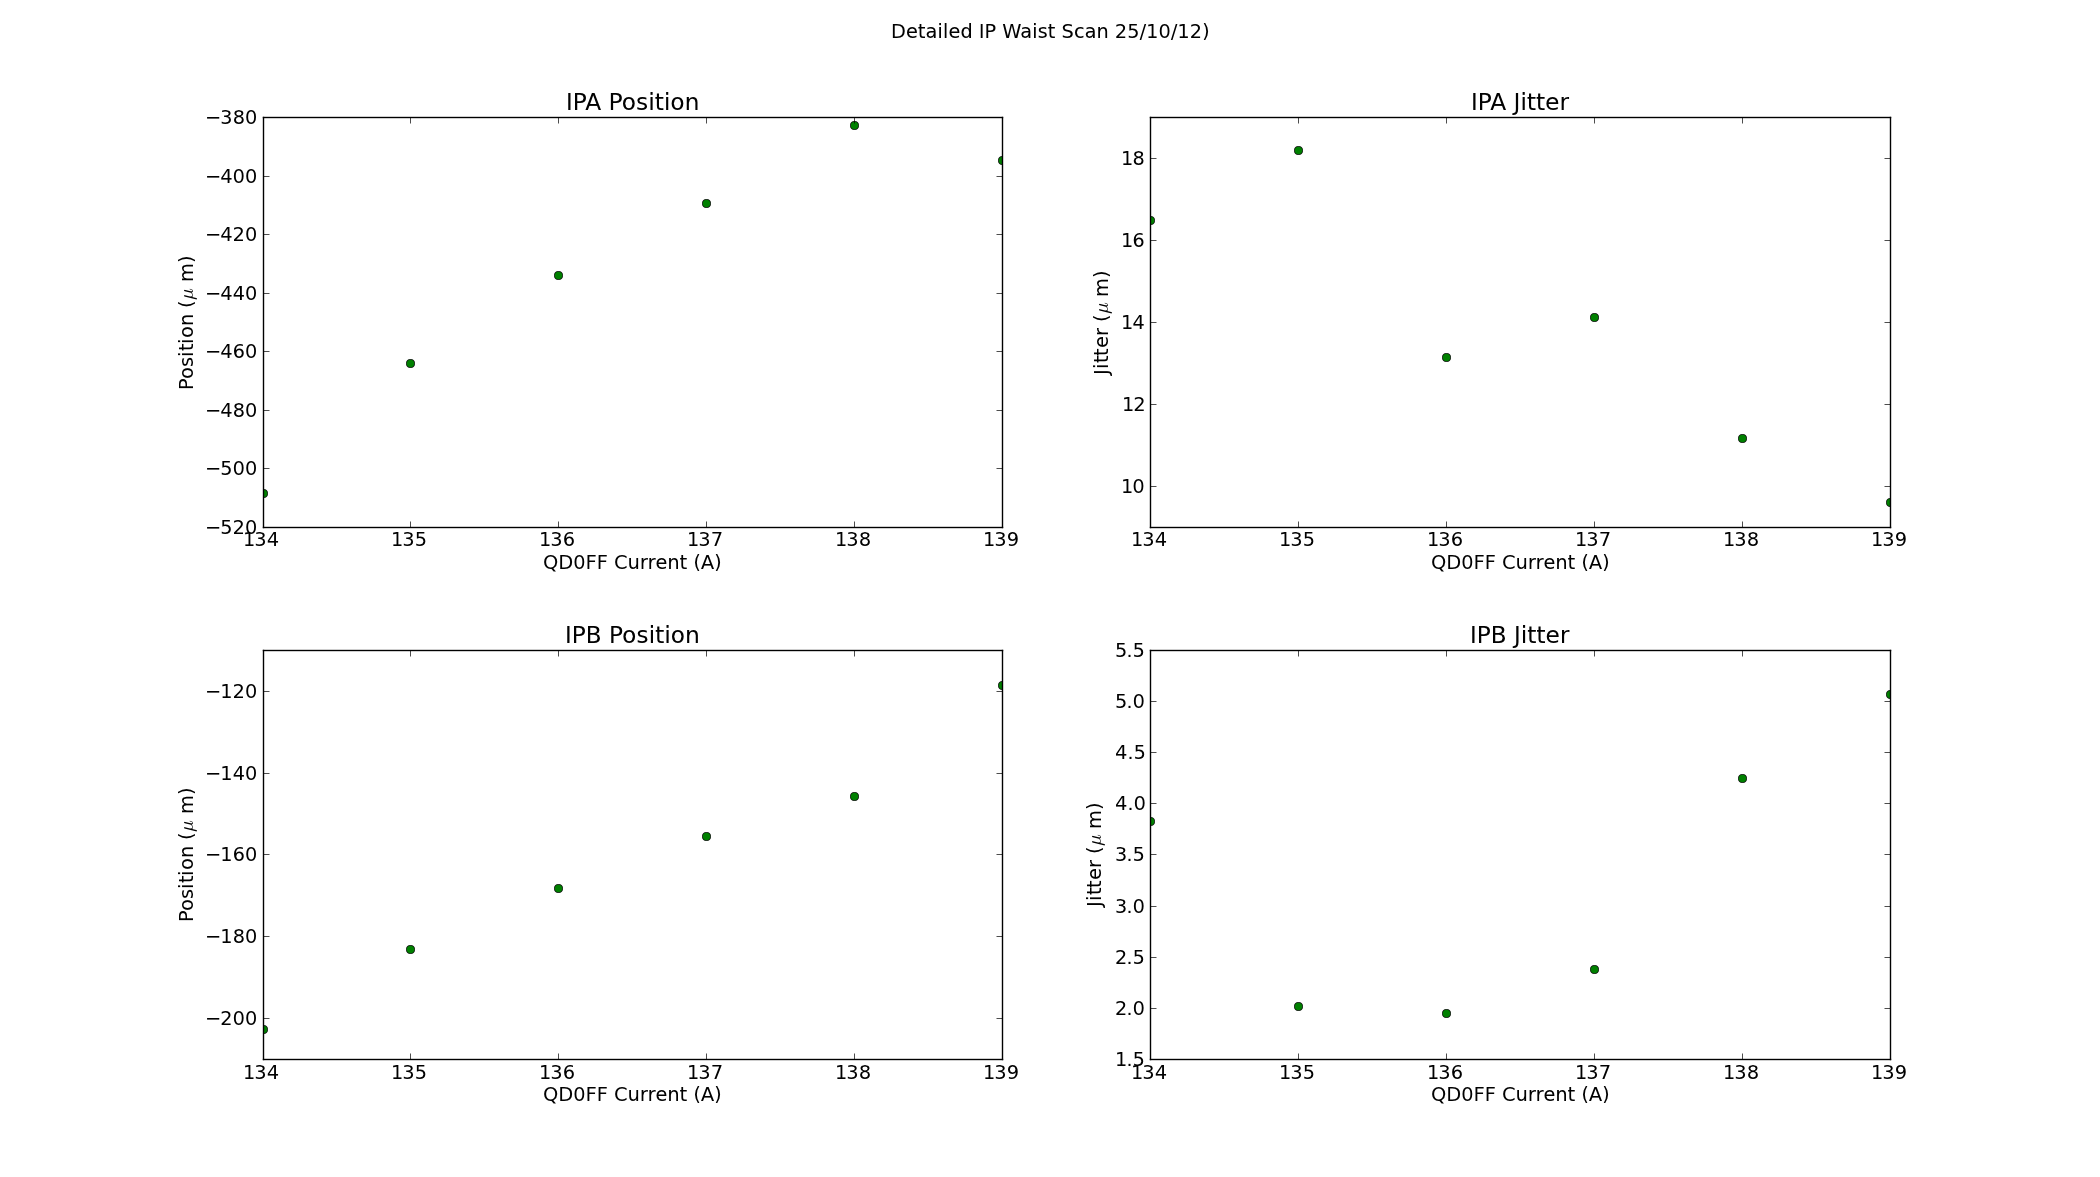 Detailed IP Waist Scan 25/10/12)
IPA Position
−380
−400
−420
−440
−460
−480
−500
−520
Position (μ m)
134 135 136 137 138 139
QD0FF Current (A)
IPA Jitter
18
16
14
12
10
Jitter (μ m)
134 135 136 137 138 139
QD0FF Current (A)
IPB Position
−120
−140
−160
−180
−200
Position (μ m)
134 135 136 137 138 139
QD0FF Current (A)
IPB Jitter
5.5
5.0
4.5
4.0
3.5
3.0
2.5
2.0
1.5
Jitter (μ m)
134 135 136 137 138 139
QD0FF Current (A)